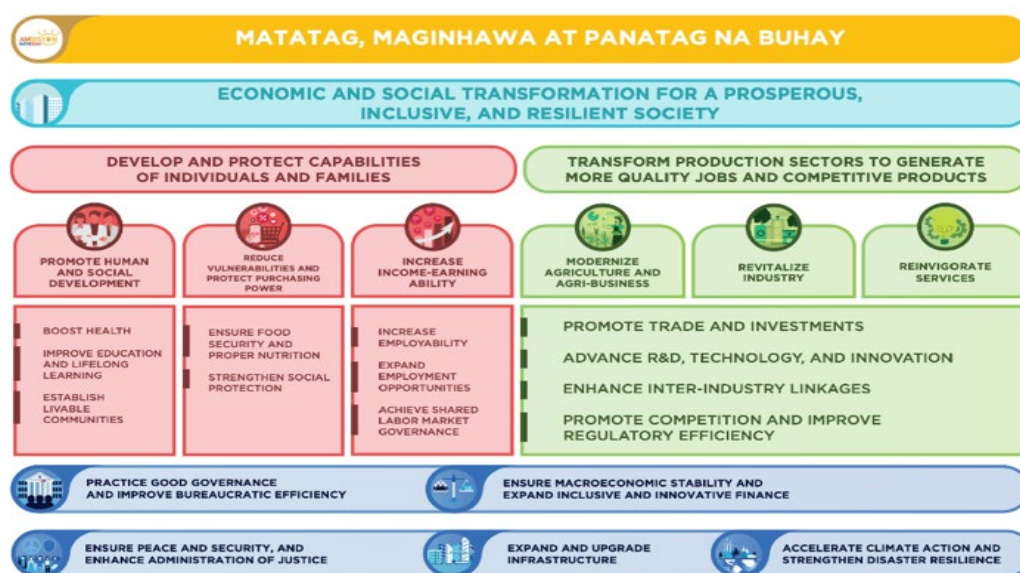 MATATAG, MAGINHAWA AT PANATAG NA BUHAY
ECONOMIC AND SOCIAL TRANSFORMATION FOR A PROSPEROUS,
INCLUSIVE, AND RESILIENT SOCIETY
DEVELOP AND PROTECT CAPABILITIES
OF INDIVIDUALS AND FAMILIES
TRANSFORM PRODUCTION SECTORS TO GENERATE
MORE QUALITY JOBS AND COMPETITIVE PRODUCTS
PROMOTE HUMAN
AND SOCIAL
DEVELOPMENT
REDUCE
VULNERABILITIES AND
PROTECT PURCHASING
POWER
INCREASE
INCOME-EARNING
ABILITY
MODERNIZE
AGRICULTURE AND
AGRI-BUSINESS
REVITALIZE
INDUSTRY
REINVIGORATE
SERVICES
BOOST HEALTH
IMPROVE EDUCATION
AND LIFELONG
LEARNING
ESTABLISH
LIVABLE
COMMUNITIES
ENSURE FOOD
SECURITY AND
PROPER NUTRITION
STRENGTHEN SOCIAL
PROTECTION
INCREASE
EMPLOYABILITY
EXPAND
EMPLOYMENT
OPPORTUNITIES
ACHIEVE SHARED
LABOR MARKET
GOVERNANCE
PROMOTE TRADE AND INVESTMENTS
ADVANCE R&D, TECHNOLOGY, AND INNOVATION
ENHANCE INTER-INDUSTRY LINKAGES
PROMOTE COMPETITION AND IMPROVE
REGULATORY EFFICIENCY
PRACTICE GOOD GOVERNANCE
AND IMPROVE BUREAUCRATIC EFFICIENCY
ENSURE MACROECONOMIC STABILITY AND
EXPAND INCLUSIVE AND INNOVATIVE FINANCE
ENSURE PEACE AND SECURITY, AND
ENHANCE ADMINISTRATION OF JUSTICE
EXPAND AND UPGRADE
INFRASTRUCTURE
ACCELERATE CLIMATE ACTION AND
STRENGTHEN DISASTER RESILIENCE